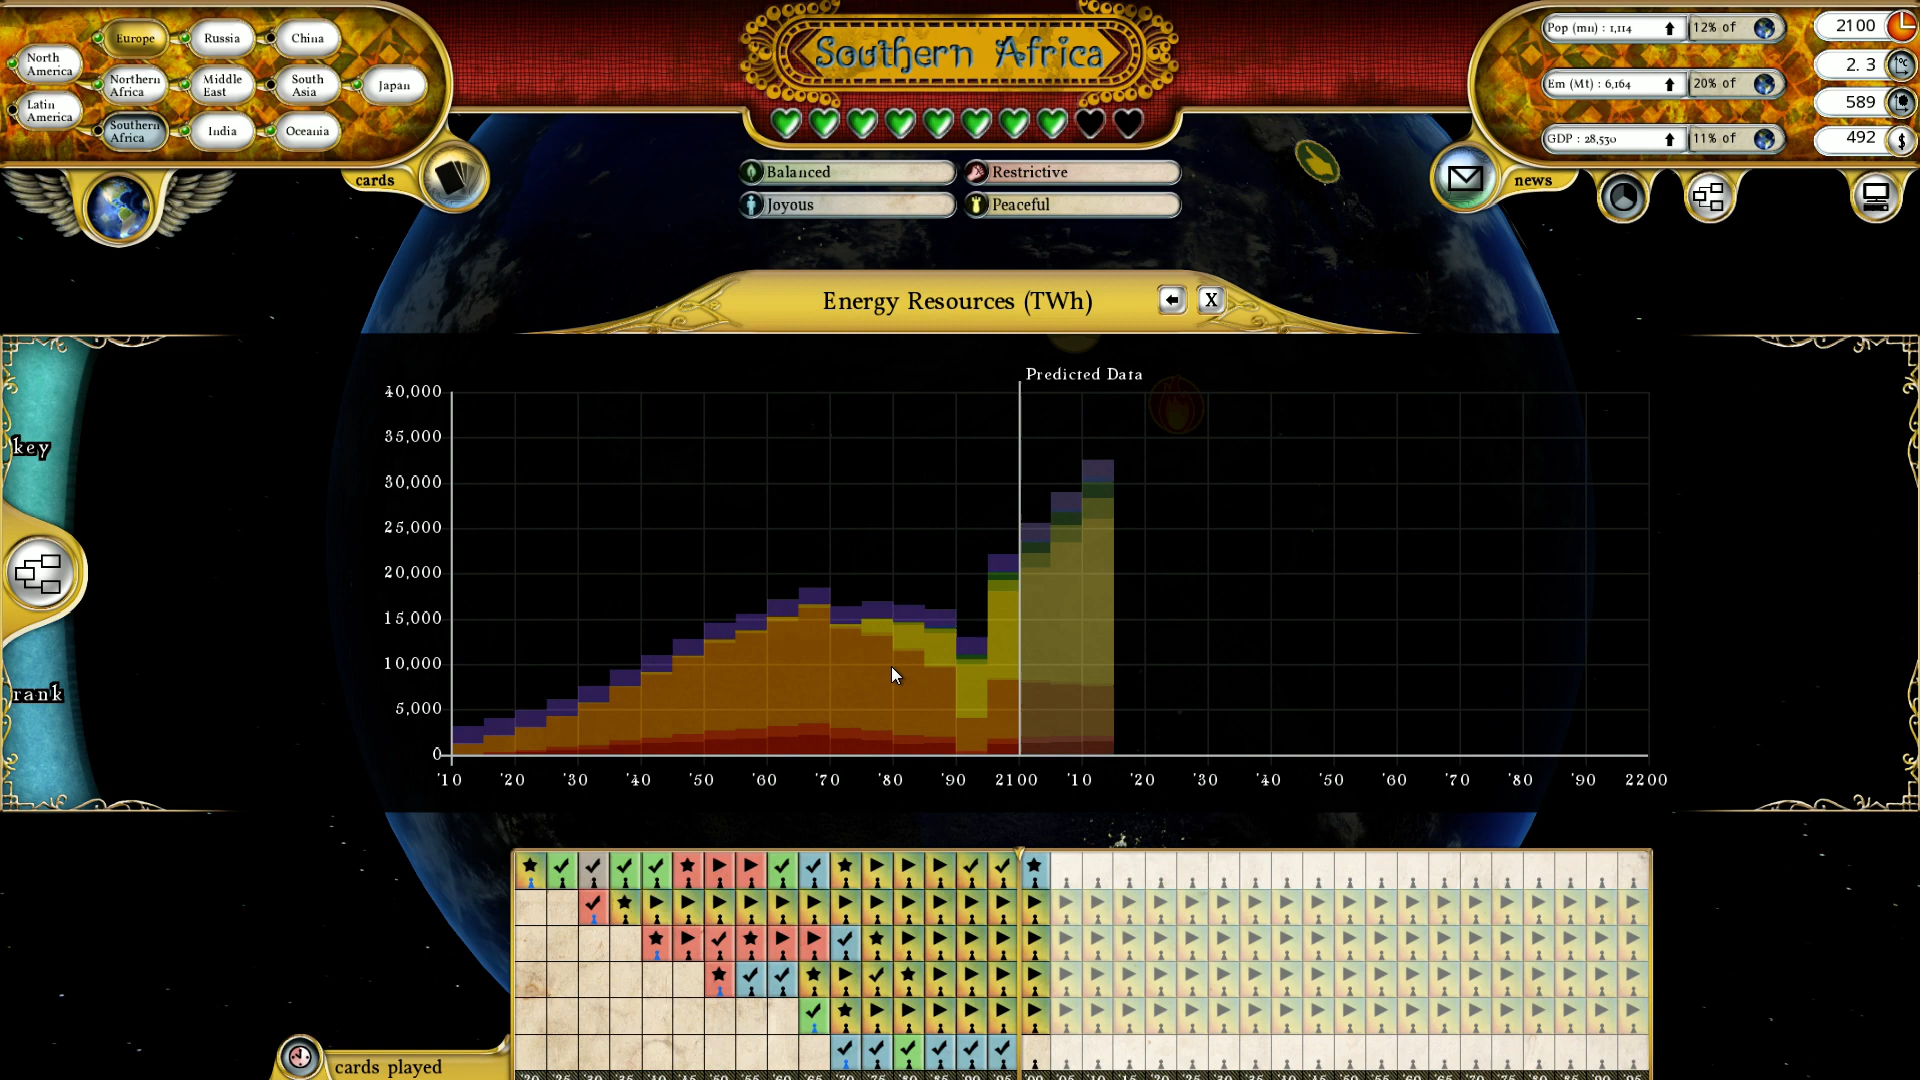 Southern Africa
North
America
Europe
Russia
China
Northern
Africa
Middle
East
South
Asia
Japan
Latin
America
Southern
Africa
India
Oceania
cards
Pop (mn) : 1,114
12% of
2100
2. 3
Em (Mt) : 6,164
20% of
589
GDP : 28,530
11% of
492
news
Balanced
Restrictive
Joyous
Peaceful
Energy Resources (TWh)
X
Predicted Data
40,000
35,000
30,000
25,000
20,000
15,000
10,000
5,000
0
'10 '20 '30 '40 '50 '60 '70 '80 '90 2100 '10 '20 '30 '40 '50 '60 '70 '80 '90 2200
key
rank
cards played